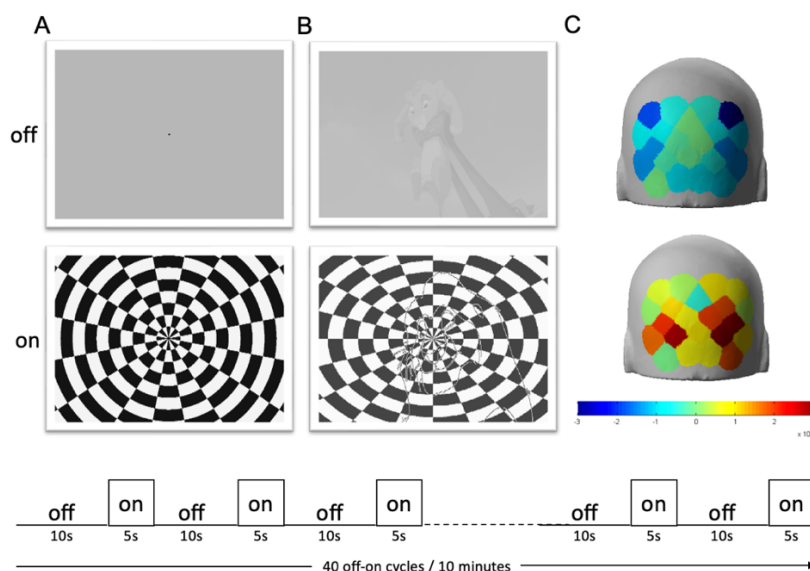 A
B
C
off
on
-3 -2 -1 0 1 2
x 10
off on off on off on off on off on
10s 5s 10s 5s 10s 5s 10s 5s 10s 5s
40 off-on cycles / 10 minutes